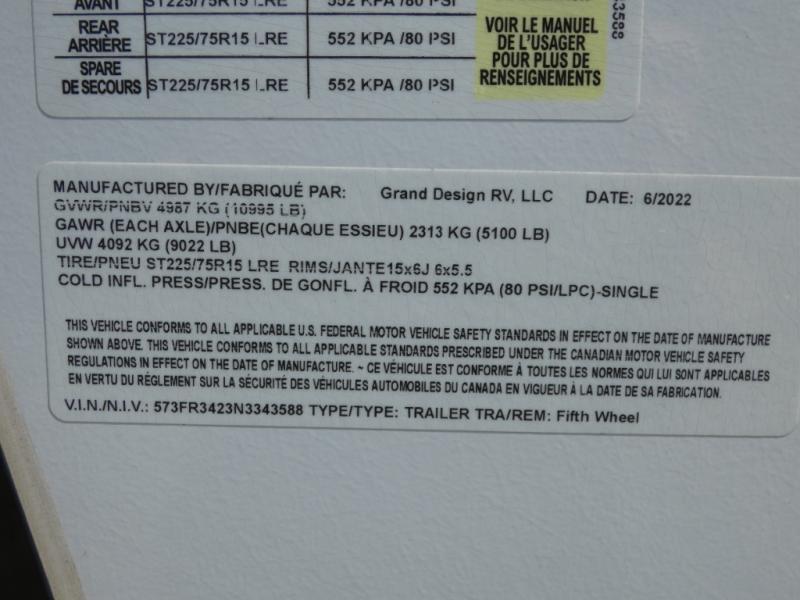 AVANT ST225/75R15 LRE 552 KPA /80 PSI
REAR
ARRIÈRE ST225/75R15 LRE 552 KPA /80 PSI
SPARE
DE SECOURS ST225/75R15 LRE 552 KPA /80 PSI
VOIR LE MANUEL
DE L'USAGER
POUR PLUS DE
RENSEIGNEMENTS
3588
MANUFACTURED BY/FABRIQUÉ PAR: Grand Design RV, LLC DATE: 6/2022
GVWR/PNBV 4987 KG (10995 LB)
GAWR (EACH AXLE)/PNBE(CHAQUE ESSIEU) 2313 KG (5100 LB)
UVW 4092 KG (9022 LB)
TIRE/PNEU ST225/75R15 LRE RIMS/JANTE15x6J 6x5.5
COLD INFL. PRESS/PRESS. DE GONFL. À FROID 552 KPA (80 PSI/LPC)-SINGLE
THIS VEHICLE CONFORMS TO ALL APPLICABLE U.S. FEDERAL MOTOR VEHICLE SAFETY STANDARDS IN EFFECT ON THE DATE OF MANUFACTURE
SHOWN ABOVE. THIS VEHICLE CONFORMS TO ALL APPLICABLE STANDARDS PRESCRIBED UNDER THE CANADIAN MOTOR VEHICLE SAFETY
REGULATIONS IN EFFECT ON THE DATE OF MANUFACTURE. ~ CE VÉHICULE EST CONFORME À TOUTES LES NORMES QUI LUI SONT APPLICABLES
EN VERTU DU RÉGLEMENT SUR LA SÉCURITÉ DES VÉHICULES AUTOMOBILES DU CANADA EN VIGUEUR À LA DATE DE SA FABRICATION.
V.I.N./N.I.V.: 573FR3423N3343588 TYPE/TYPE: TRAILER TRA/REM: Fifth Wheel